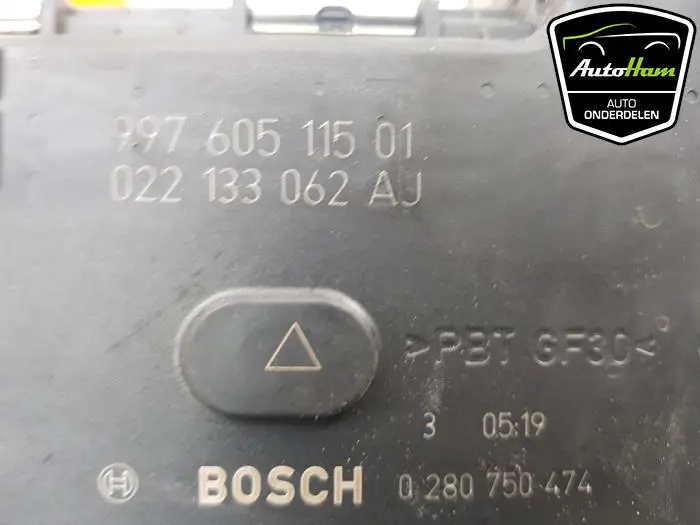 AutoHam
AUTO
ONDERDELEN
997 605 115 01
022 133 062 AJ
>PBT GF30<
3 05:19
BOSCH 0 280 750 474